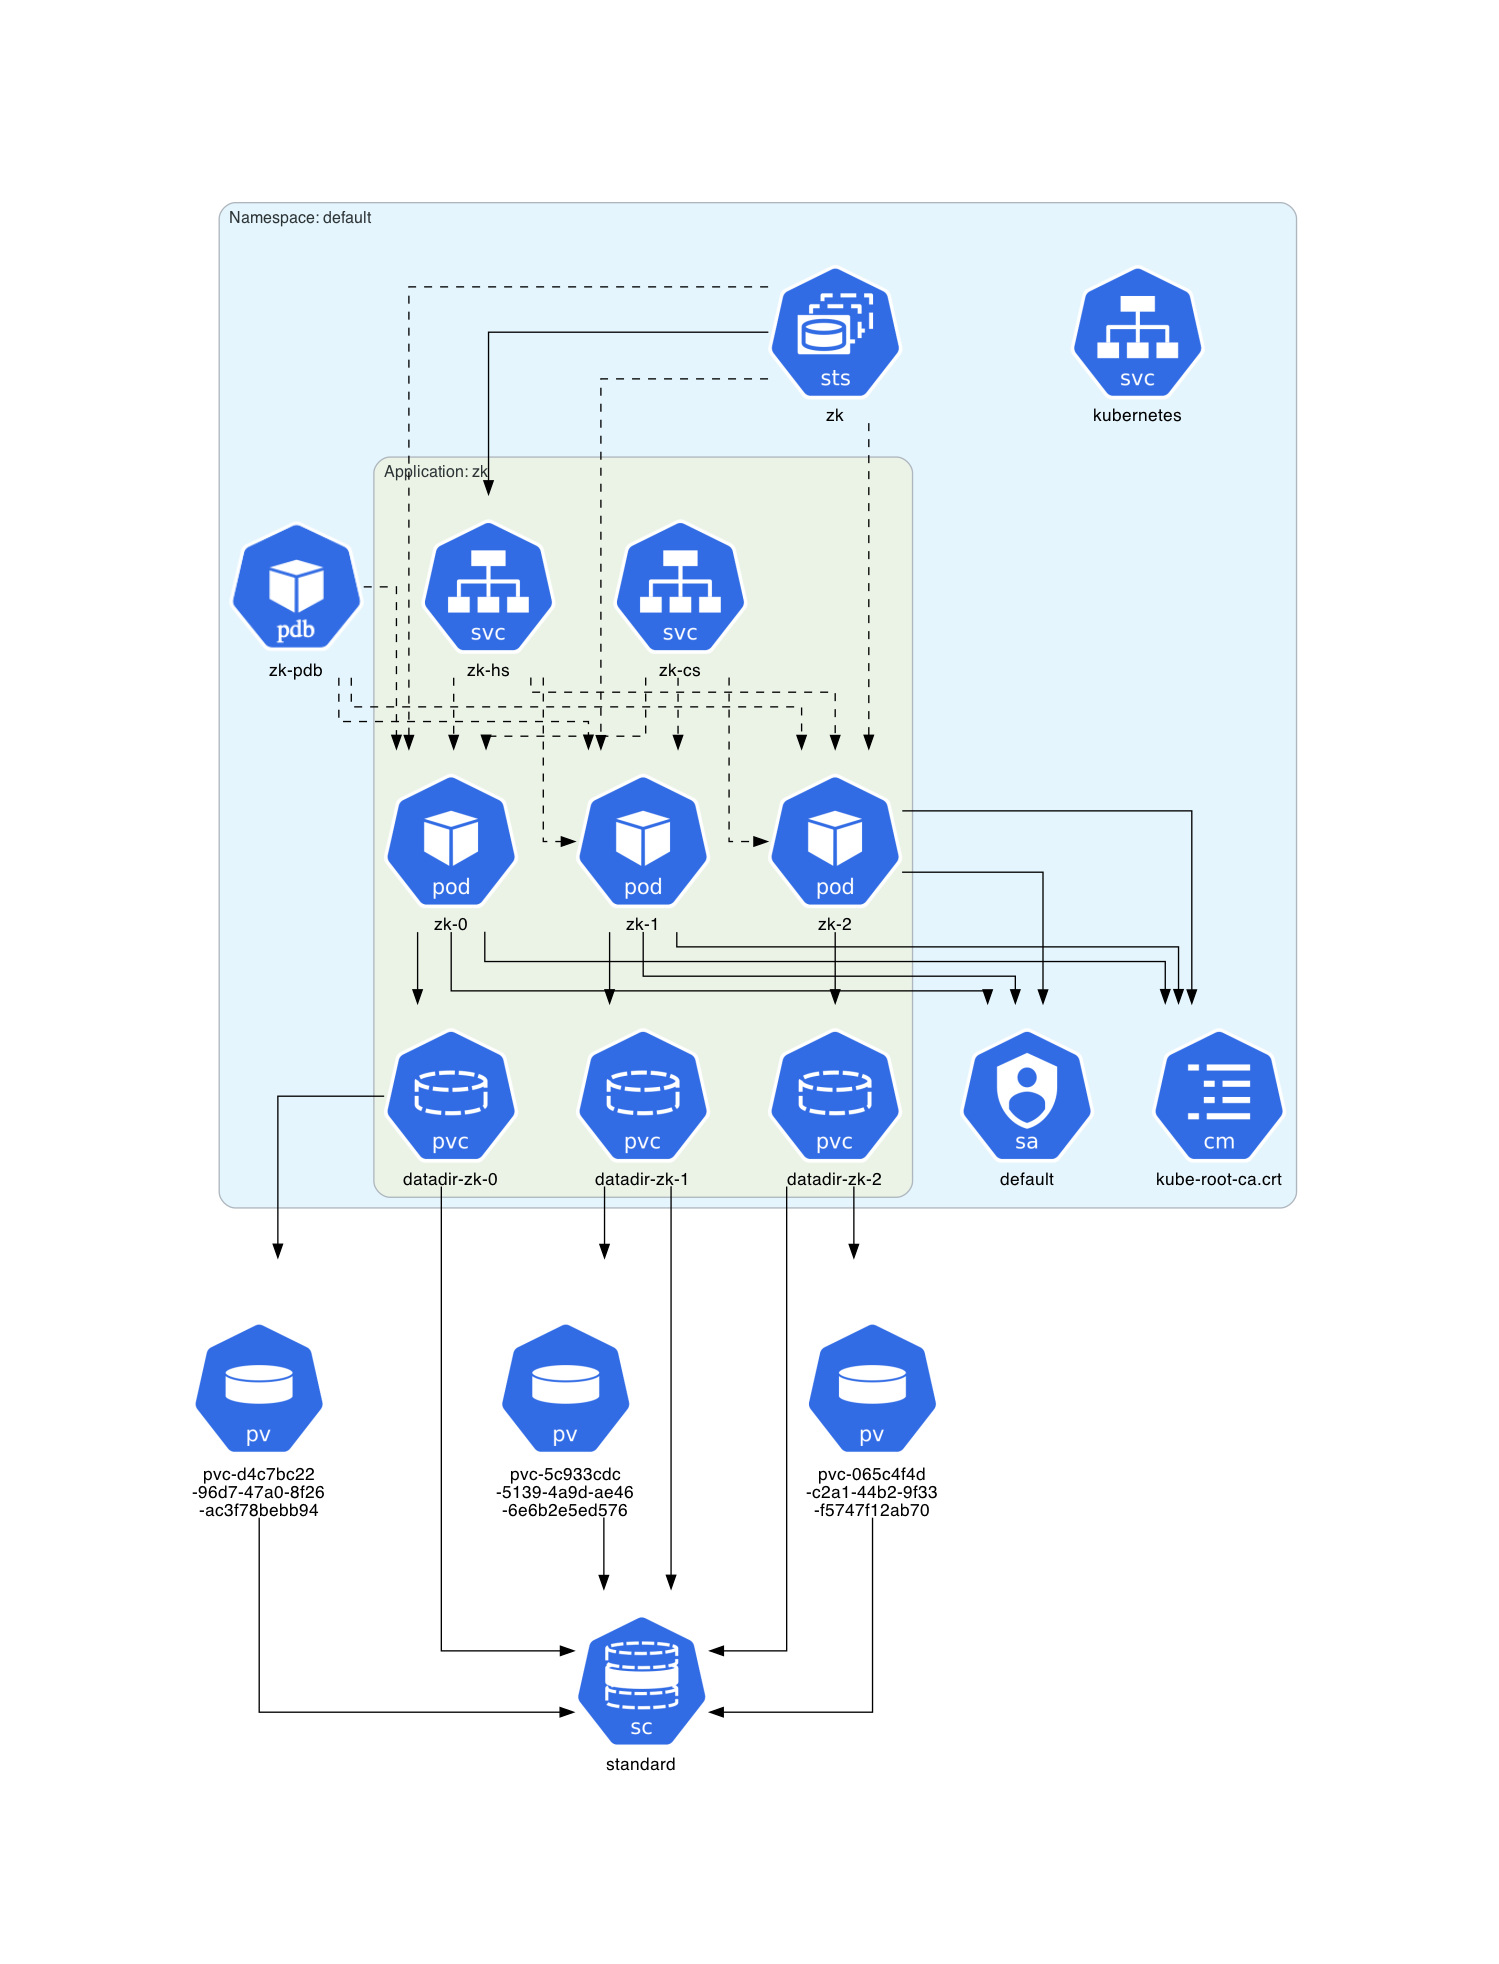 Namespace: default
sts
zk
svc
kubernetes
Application: zk
pdb
zk-pdb
svc
zk-hs
svc
zk-cs
pod
zk-0
pod
zk-1
pod
zk-2
pvc
datadir-zk-0
pvc
datadir-zk-1
pvc
datadir-zk-2
sa
default
cm
kube-root-ca.crt
pv
pvc-d4c7bc22
-96d7-47a0-8f26
-ac3f78bebb94
pv
pvc-5c933cdc
-5139-4a9d-ae46
-6e6b2e5ed576
pv
pvc-065c4f4d
-c2a1-44b2-9f33
-f5747f12ab70
sc
standard